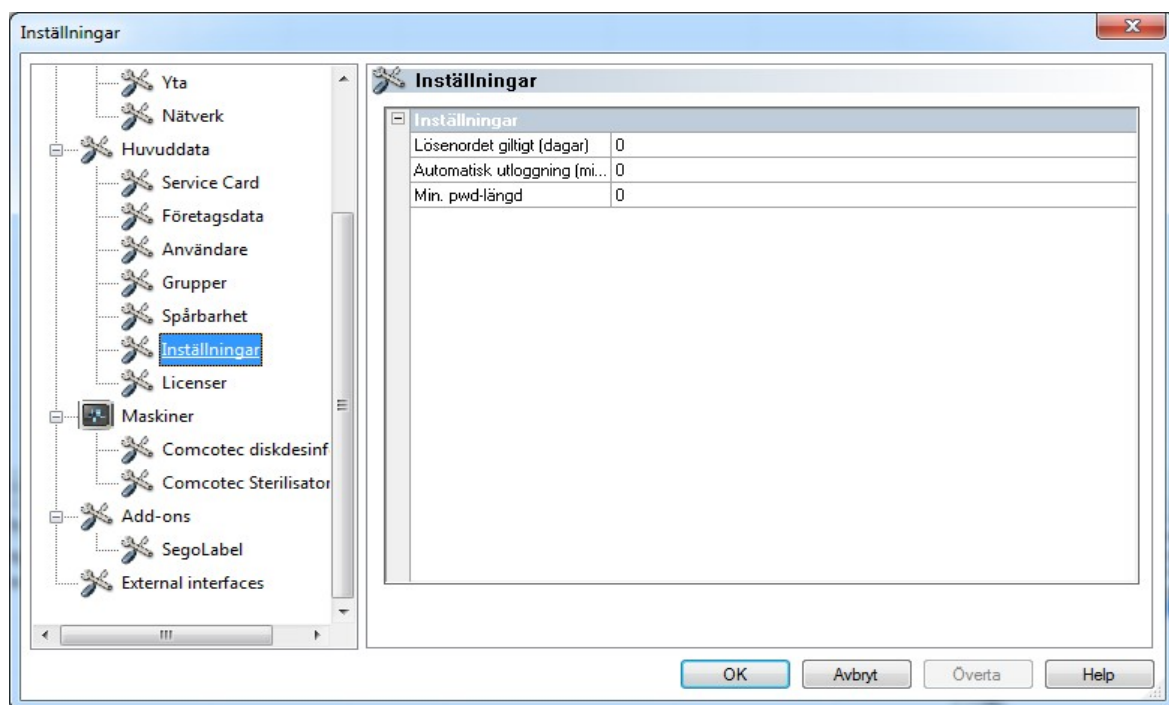 Inställningar
Yta
Nätverk
Huvuddata
Service Card
Företagsdata
Användare
Grupper
Spårbarhet
Inställningar
Licenser
Maskiner
Comcotec diskdesinf
Comcotec Sterilisator
Add-ons
SegoLabel
External interfaces
Inställningar
Inställningar
Lösenordet giltigt (dagar) 0
Automatisk utloggning (mi... 0
Min. pwd-längd 0
OK Avbryt Överta Help